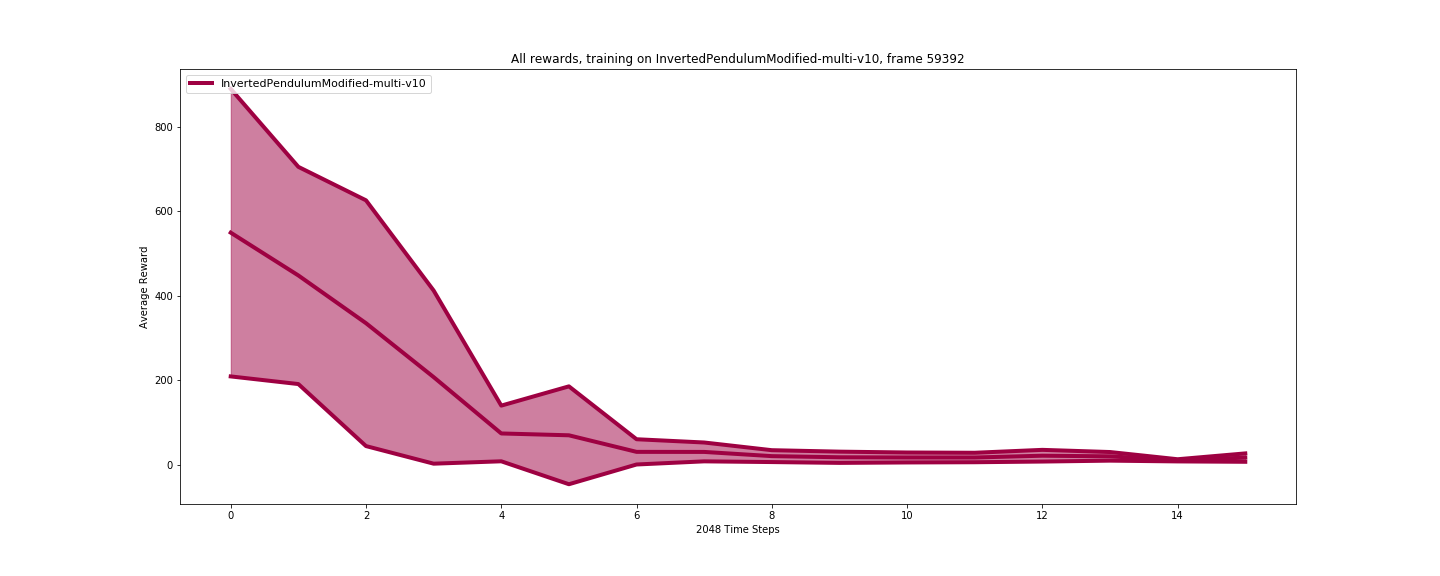 All rewards, training on InvertedPendulumModified-multi-v10, frame 59392
InvertedPendulumModified-multi-v10
Average Reward
800
600
400
200
0
0 2 4 6 8 10 12 14
2048 Time Steps